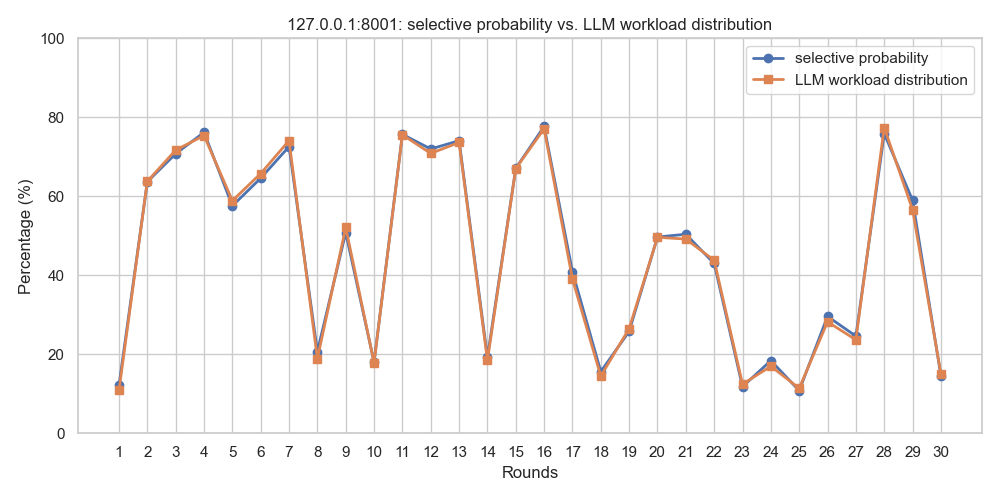 127.0.0.1:8001: selective probability vs. LLM workload distribution
selective probability
LLM workload distribution
Percentage (%)
100
80
60
40
20
0
1 2 3 4 5 6 7 8 9 10 11 12 13 14 15 16 17 18 19 20 21 22 23 24 25 26 27 28 29 30
Rounds